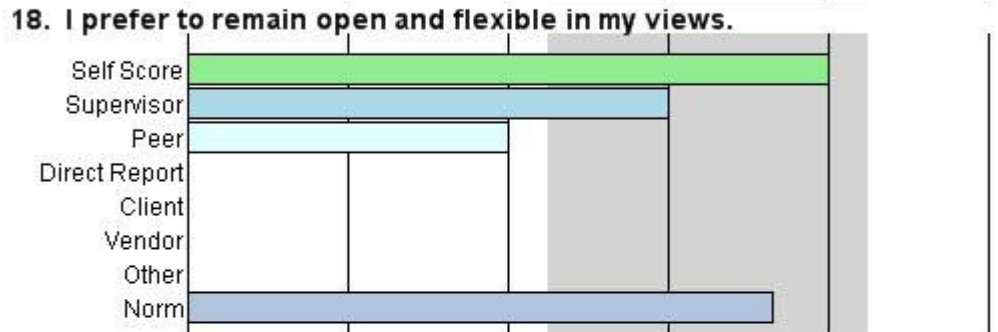 18. I prefer to remain open and flexible in my views.
Self Score
Supervisor
Peer
Direct Report
Client
Vendor
Other
Norm